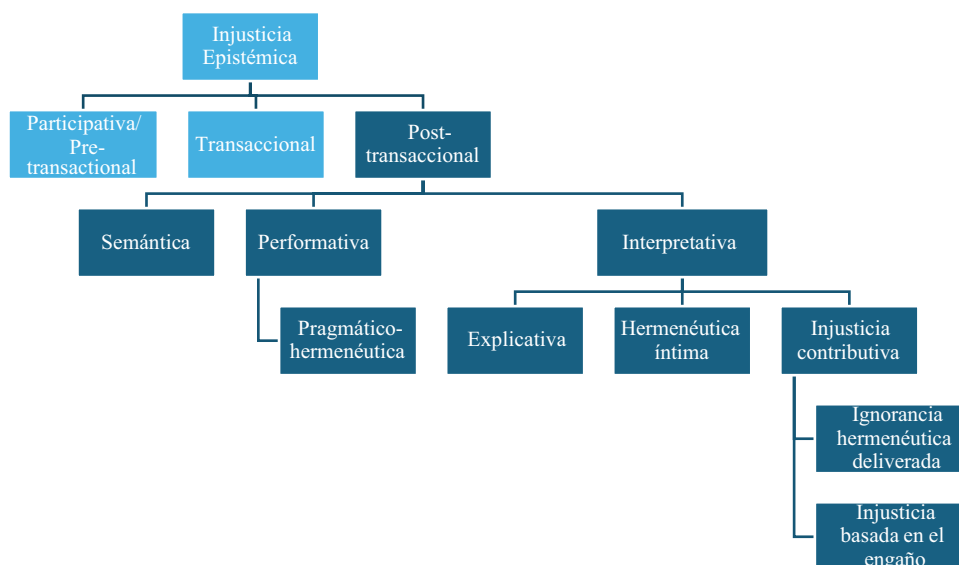 Injusticia
Epistémica
Participativa/
Pre-
transactional
Transaccional
Post-
transaccional
Semántica
Performativa
Interpretativa
Pragmático-
hermenéutica
Explicativa
Hermenéutica
íntima
Injusticia
contributiva
Ignorancia
hermenéutica
deliverada
Injusticia
basada en el
engaño